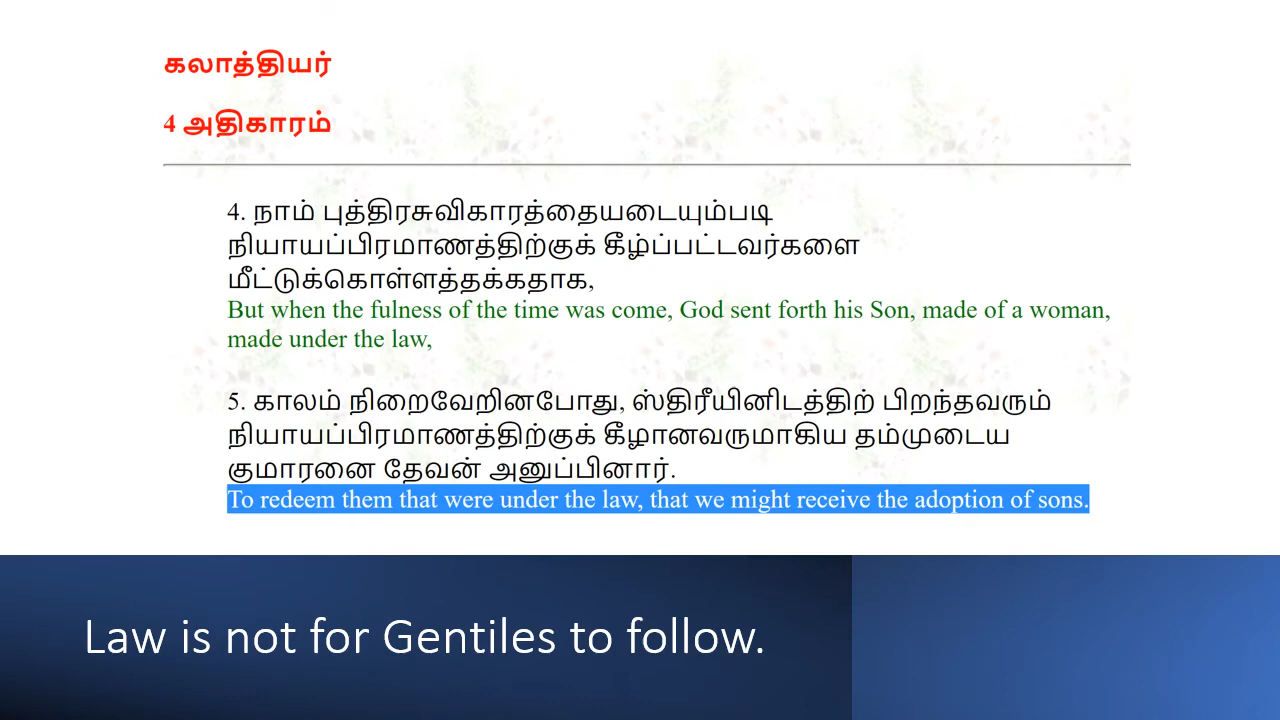 கலாத்தியர்
4 அதிகாரம்
4. நாம் புத்திரசுவிகாரத்தையடையும்படி
நியாயப்பிரமாணத்திற்குக் கீழ்ப்பட்டவர்களை
மீட்டுக்கொள்ளத்தக்கதாக,
But when the fulness of the time was come, God sent forth his Son, made of a woman,
made under the law,
5. காலம் நிறைவேறினபோது, ஸ்திரீயினிடத்திற் பிறந்தவரும்
நியாயப்பிரமாணத்திற்குக் கீழானவருமாகிய தம்முடைய
குமாரனை தேவன் அனுப்பினார்.
To redeem them that were under the law, that we might receive the adoption of sons.
Law is not for Gentiles to follow.